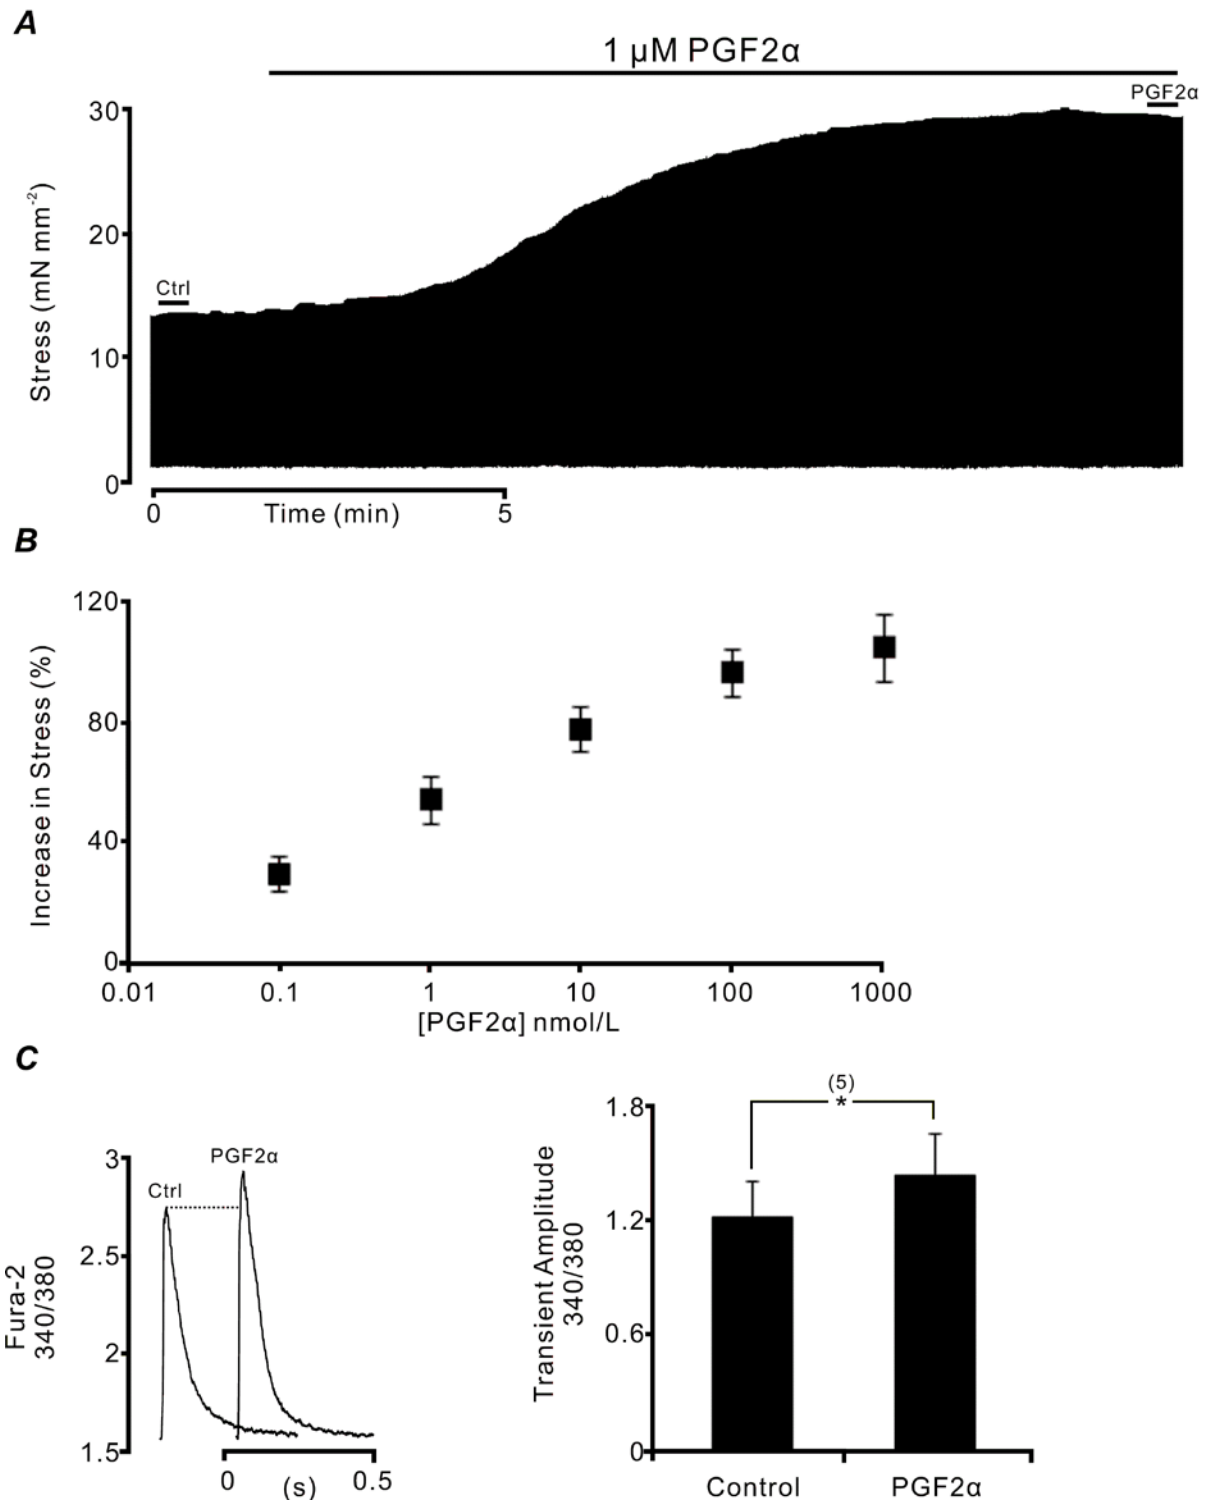 A
1 µM PGF2α
PGF2α
30
20
10
0
Stress (mN mm⁻²)
Ctrl
0
Time (min)
5
B
120
80
40
0
Increase in Stress (%)
0.01
0.1
1
10
100
1000
[PGF2α] nmol/L
C
3
2.5
2
1.5
Fura-2
340/380
Ctrl
PGF2α
0
(s)
0.5
1.8
1.2
0.6
0
Transient Amplitude
340/380
(5)
*
Control
PGF2α